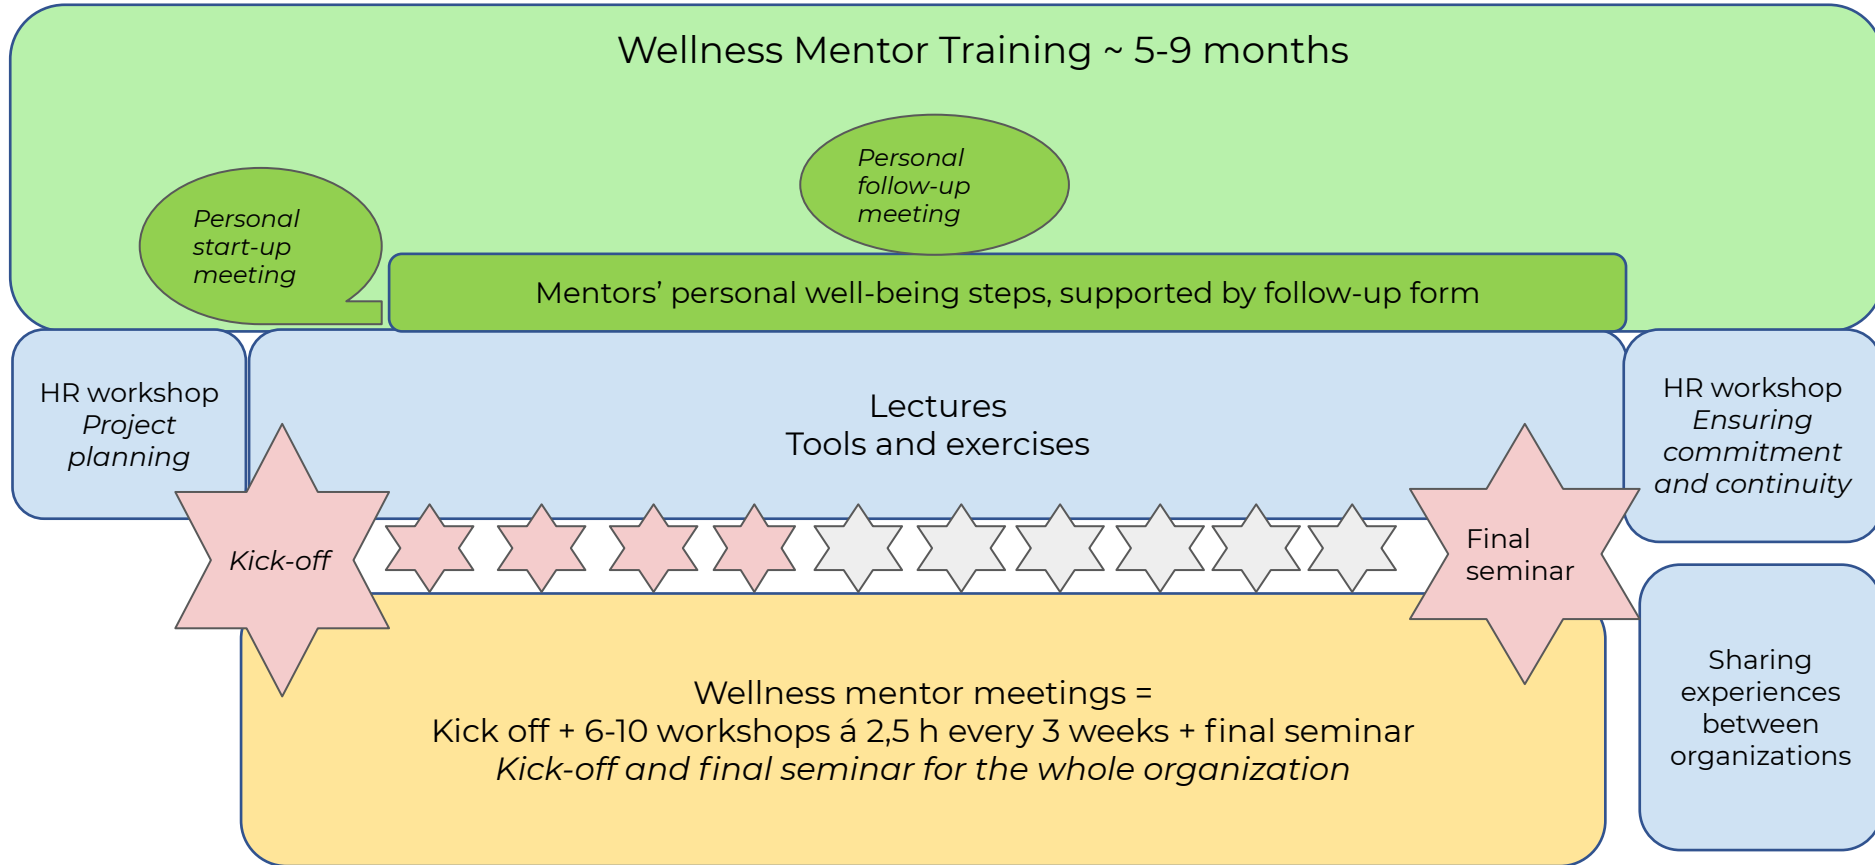 Wellness Mentor Training ~ 5-9 months
Personal
follow-up
meeting
Personal
start-up
meeting
Mentors’ personal well-being steps, supported by follow-up form
HR workshop
Project
planning
Lectures
Tools and exercises
HR workshop
Ensuring
commitment
and continuity
Kick-off
Final
seminar
Wellness mentor meetings =
Kick off + 6-10 workshops á 2,5 h every 3 weeks + final seminar
Kick-off and final seminar for the whole organization
Sharing
experiences
between
organizations